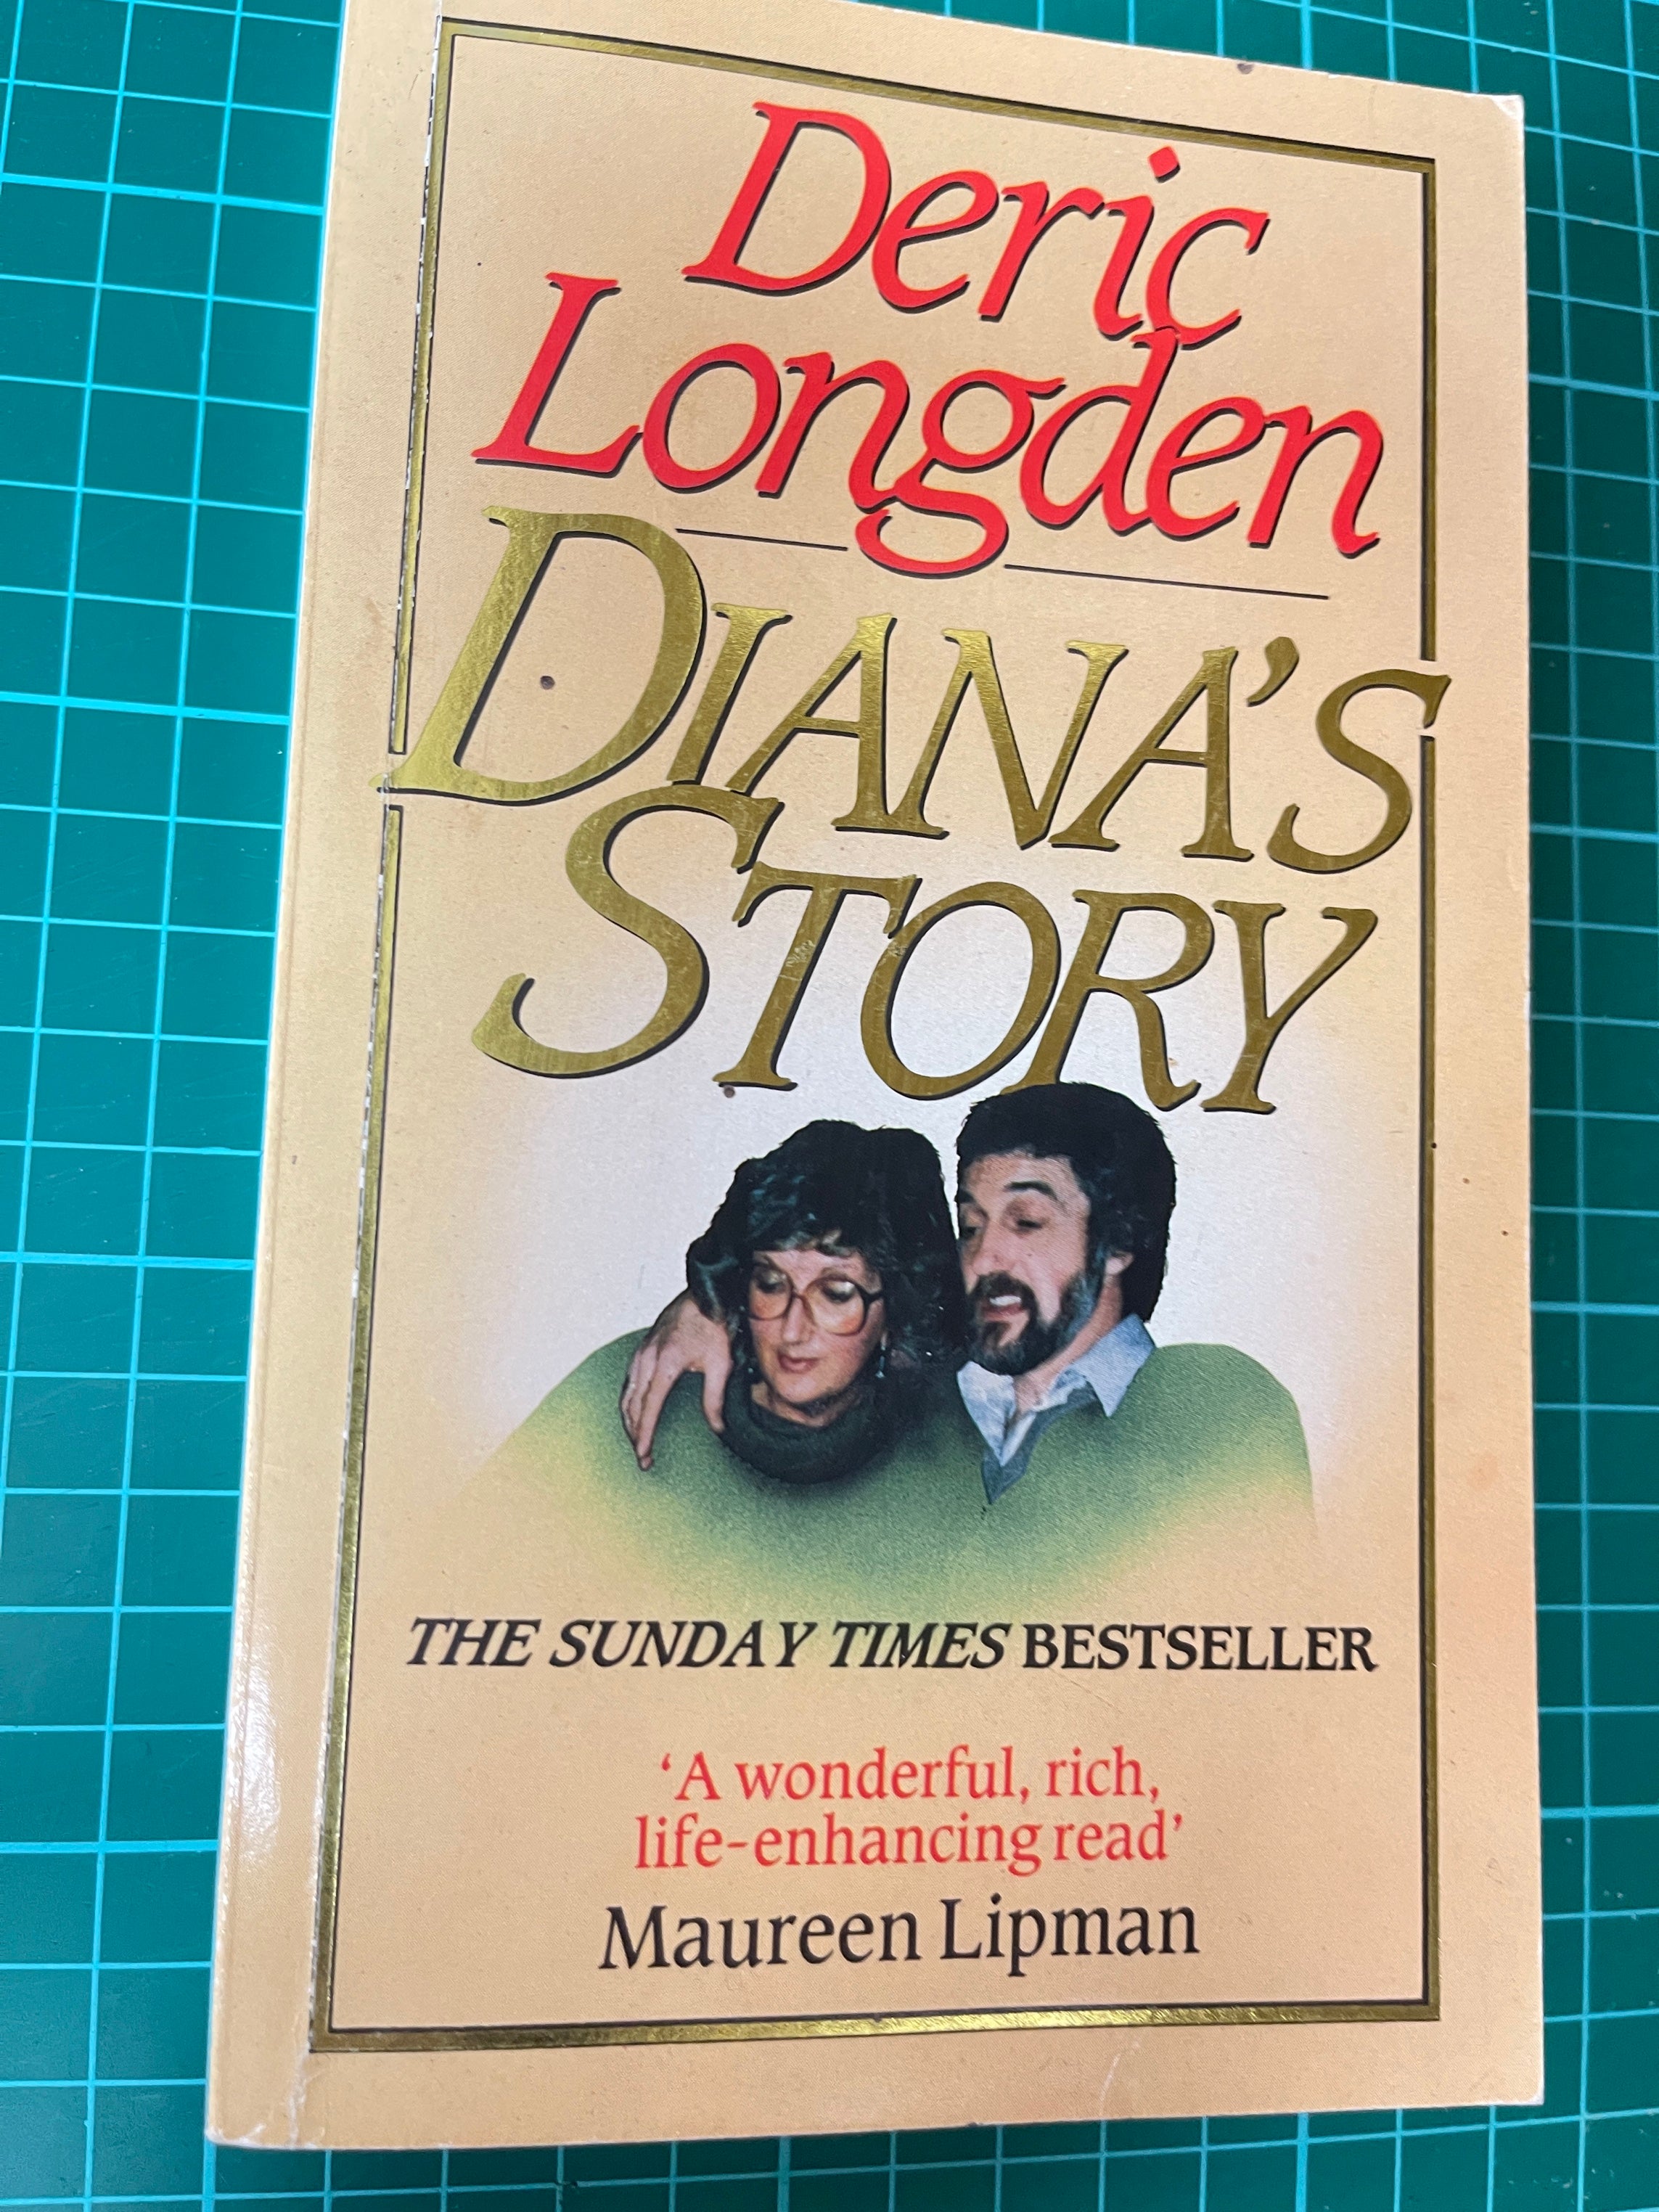 Deric
Longden
DIANA'S
STORY
THE SUNDAY TIMES BESTSELLER
‘A wonderful, rich,
life-enhancing read’
Maureen Lipman